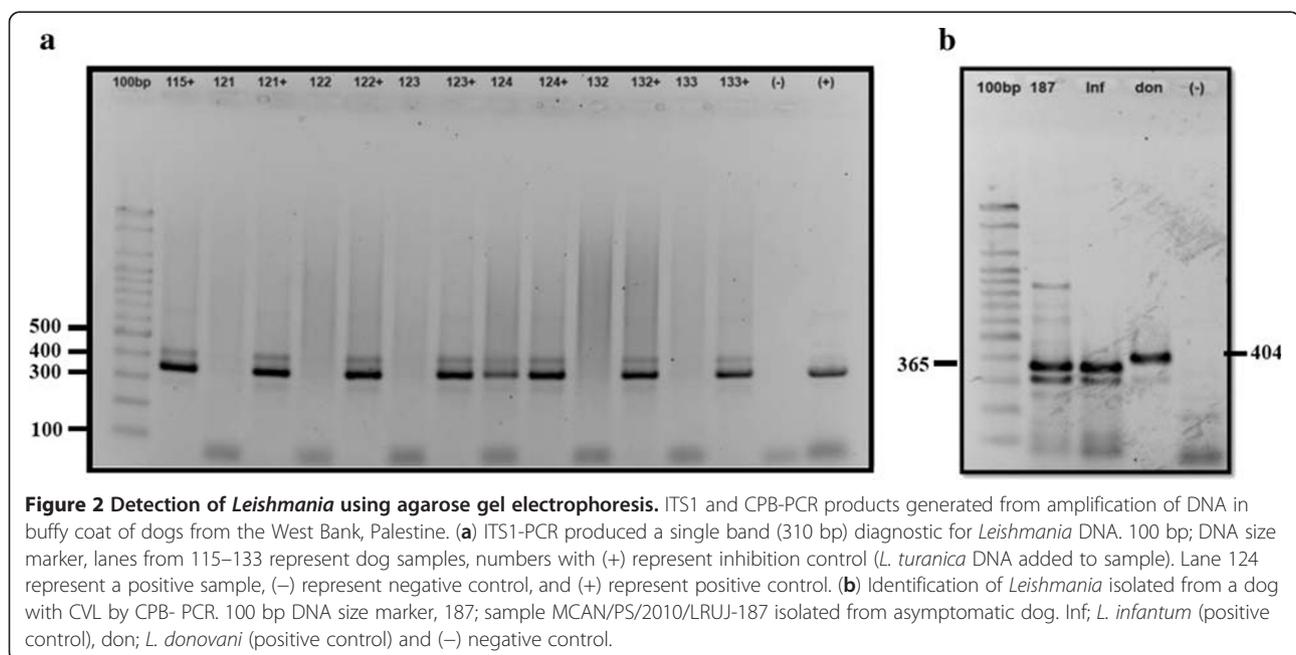 a
b
100bp 115+ 121 121+ 122 122+ 123 123+ 124 124+ 132 132+ 133 133+ (-) (+)
500
400
300
100
100bp 187 Inf don (-)
365
404
Figure 2 Detection of Leishmania using agarose gel electrophoresis. ITS1 and CPB-PCR products generated from amplification of DNA in
buffy coat of dogs from the West Bank, Palestine. (a) ITS1-PCR produced a single band (310 bp) diagnostic for Leishmania DNA. 100 bp; DNA size
marker, lanes from 115–133 represent dog samples, numbers with (+) represent inhibition control (L. turanica DNA added to sample). Lane 124
represent a positive sample, (−) represent negative control, and (+) represent positive control. (b) Identification of Leishmania isolated from a dog
with CVL by CPB- PCR. 100 bp DNA size marker, 187; sample MCAN/PS/2010/LRUJ-187 isolated from asymptomatic dog. Inf; L. infantum (positive
control), don; L. donovani (positive control) and (−) negative control.